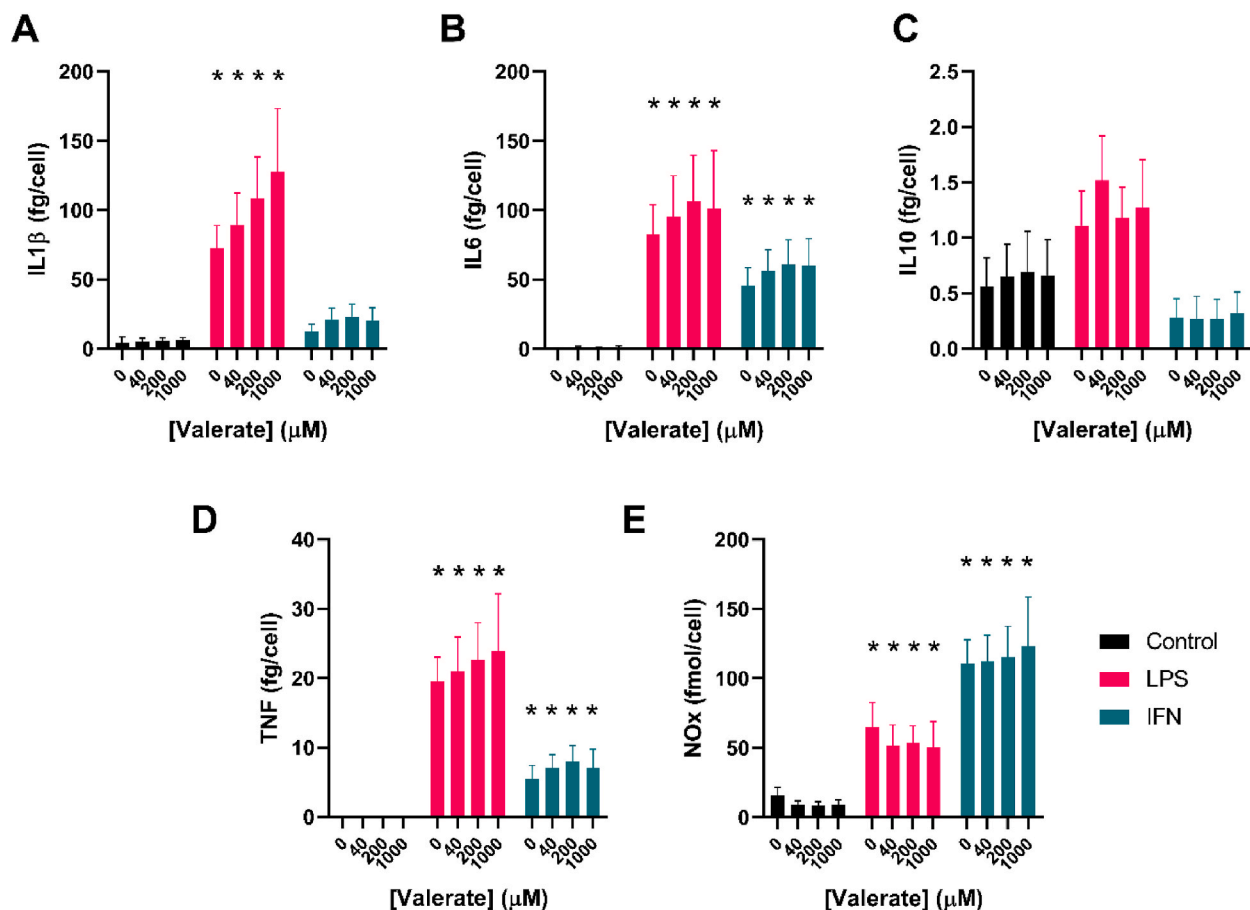 A
200
150
100
50
0
IL1β (fg/cell)
* * * *
0 40 200 1000 0 40 200 1000 0 40 200 1000
[Valerate] (μM)
B
200
150
100
50
0
IL6 (fg/cell)
* * * *
* * * *
0 40 200 1000 0 40 200 1000 0 40 200 1000
[Valerate] (μM)
C
2.5
2.0
1.5
1.0
0.5
0.0
IL10 (fg/cell)
0 40 200 1000 0 40 200 1000 0 40 200 1000
[Valerate] (μM)
D
40
30
20
10
0
TNF (fg/cell)
* * * *
* * * *
0 40 200 1000 0 40 200 1000 0 40 200 1000
[Valerate] (μM)
E
200
150
100
50
0
NOx (fmol/cell)
* * * *
* * * *
0 40 200 1000 0 40 200 1000 0 40 200 1000
[Valerate] (μM)
Control
LPS
IFN